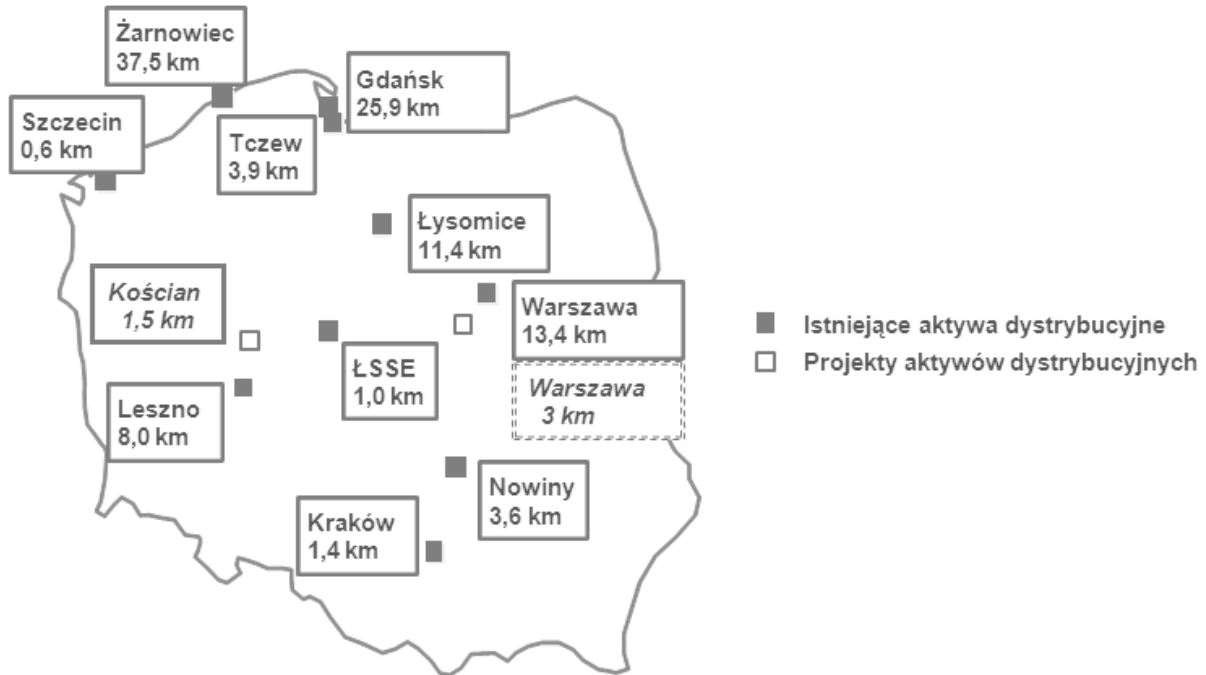 Żarnowiec
37,5 km
Gdańsk
25,9 km
Szczecin
0,6 km
Tczew
3,9 km
Łysomice
11,4 km
Kościan
1,5 km
Warszawa
13,4 km
Warszawa
3 km
ŁSSE
1,0 km
Leszno
8,0 km
Nowiny
3,6 km
Kraków
1,4 km
Istniejące aktywa dystrybucyjne
Projekty aktywów dystrybucyjnych